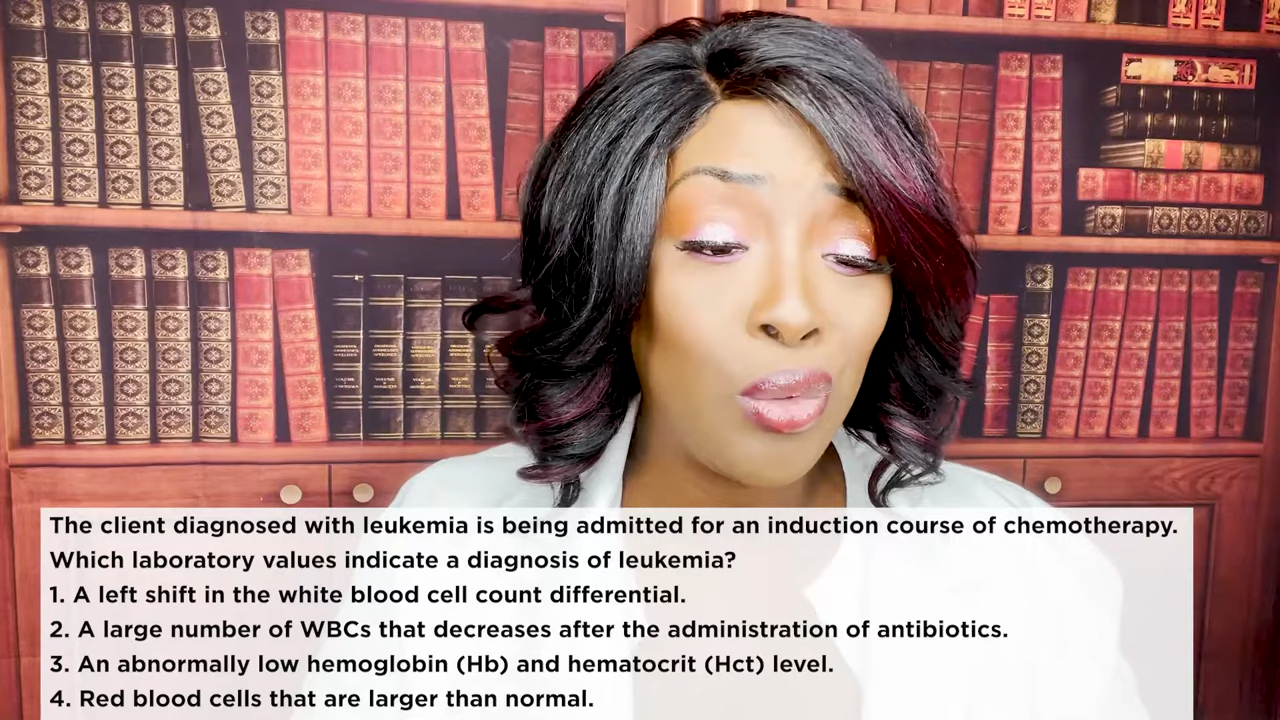 The client diagnosed with leukemia is being admitted for an induction course of chemotherapy.
Which laboratory values indicate a diagnosis of leukemia?
1. A left shift in the white blood cell count differential.
2. A large number of WBCs that decreases after the administration of antibiotics.
3. An abnormally low hemoglobin (Hb) and hematocrit (Hct) level.
4. Red blood cells that are larger than normal.